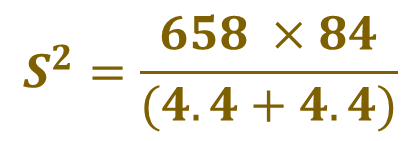 S² = (658 × 84) / (4.4 + 4.4)